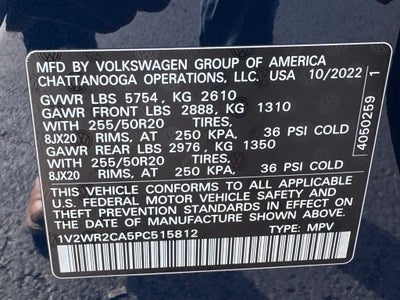 MFD BY VOLKSWAGEN GROUP OF AMERICA
CHATTANOOGA OPERATIONS, LLC. USA 10/2022
GVWR LBS 5754, KG 2610
GAWR FRONT LBS 2888, KG 1310
WITH 255/50R20 TIRES,
8JX20 RIMS, AT 250 KPA, 36 PSI COLD
GAWR REAR LBS 2976, KG 1350
WITH 255/50R20 TIRES,
8JX20 RIMS, AT 250 KPA, 36 PSI COLD
THIS VEHICLE CONFORMS TO ALL APPLICABLE
U.S. FEDERAL MOTOR VEHICLE SAFETY AND
THEFT PREVENTION STANDARDS IN EFFECT ON
THE DATE OF MANUFACTURE SHOWN ABOVE.
1V2WR2CA5PC515812 TYPE: MPV
4050259 1